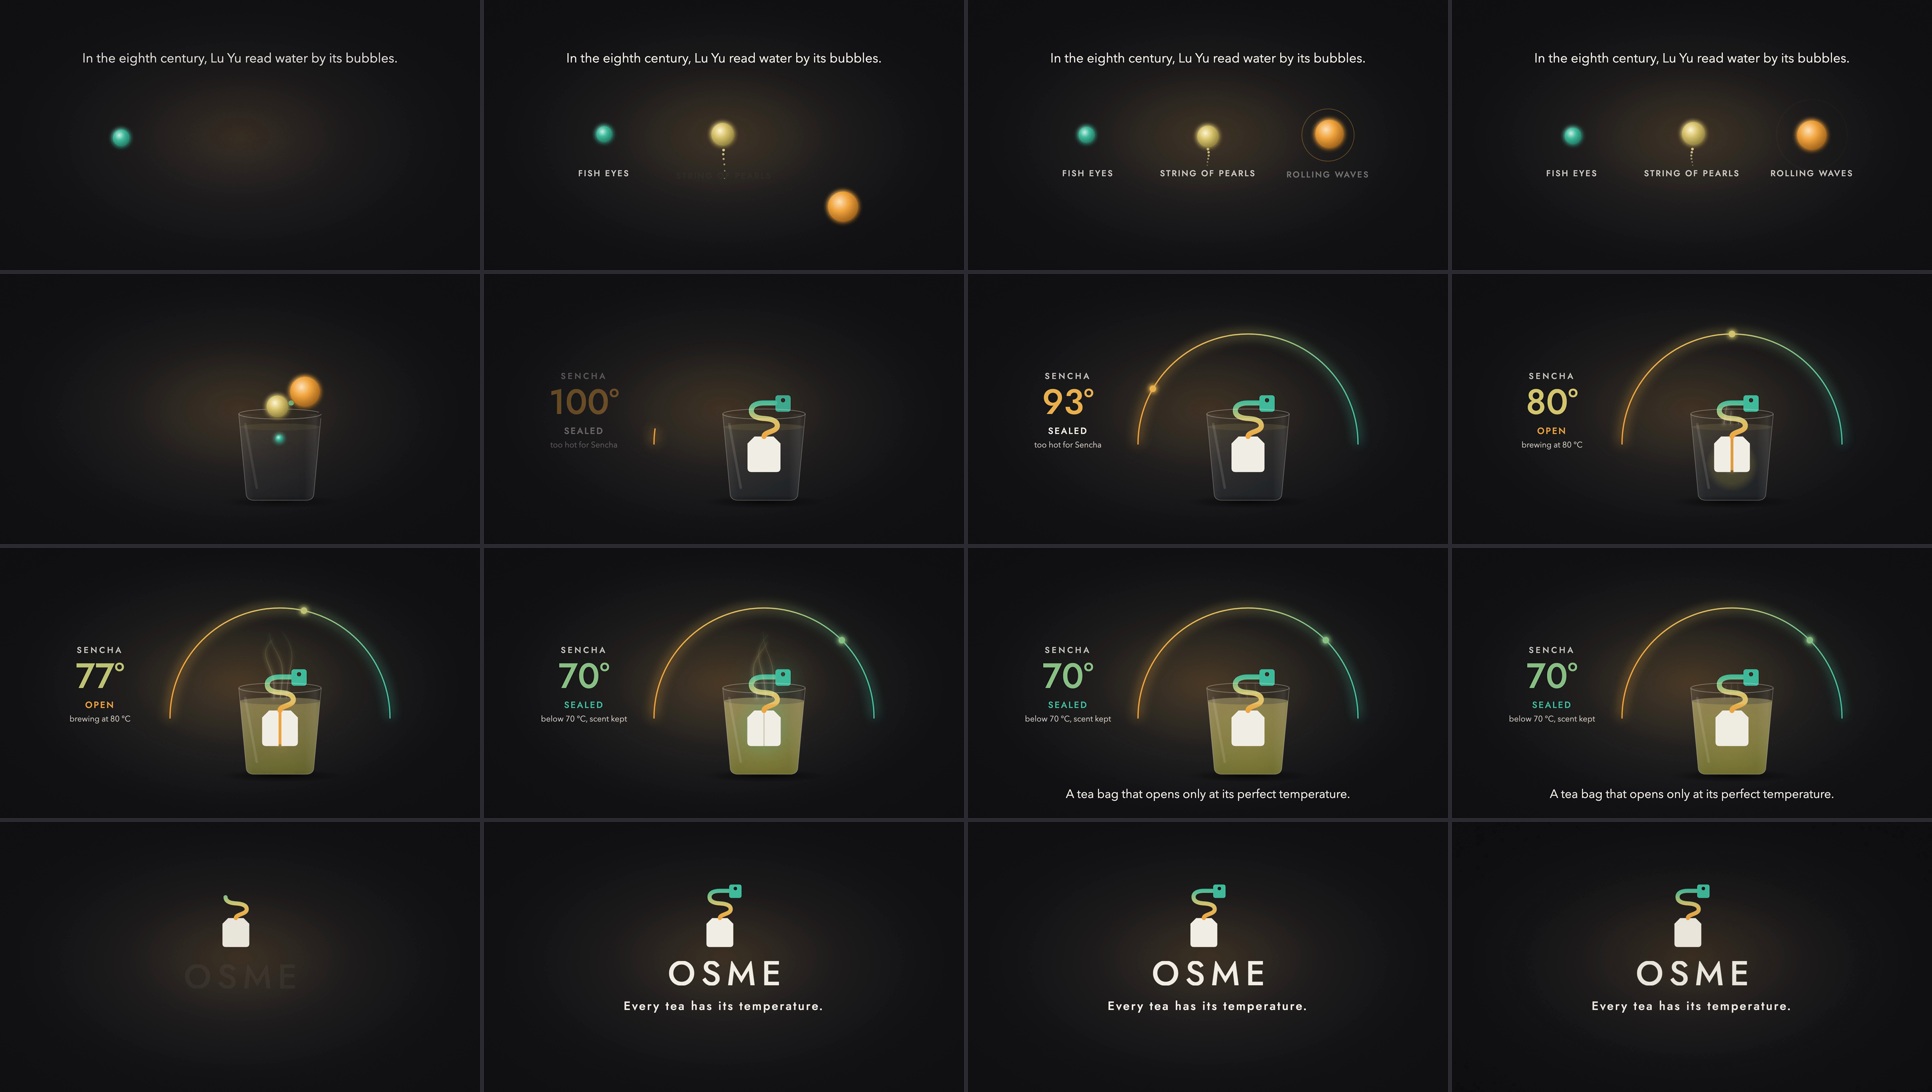 In the eighth century, Lu Yu read water by its bubbles.
In the eighth century, Lu Yu read water by its bubbles.
FISH EYES
STRING OF PEARLS
In the eighth century, Lu Yu read water by its bubbles.
FISH EYES
STRING OF PEARLS
ROLLING WAVES
In the eighth century, Lu Yu read water by its bubbles.
FISH EYES
STRING OF PEARLS
ROLLING WAVES
SENCHA
100°
SEALED
too hot for Sencha
SENCHA
93°
SEALED
too hot for Sencha
SENCHA
80°
OPEN
brewing at 80 °C
SENCHA
77°
OPEN
brewing at 80 °C
SENCHA
70°
SEALED
below 70 °C, scent kept
SENCHA
70°
SEALED
below 70 °C, scent kept
A tea bag that opens only at its perfect temperature.
SENCHA
70°
SEALED
below 70 °C, scent kept
A tea bag that opens only at its perfect temperature.
OSME
OSME
Every tea has its temperature.
OSME
Every tea has its temperature.
OSME
Every tea has its temperature.